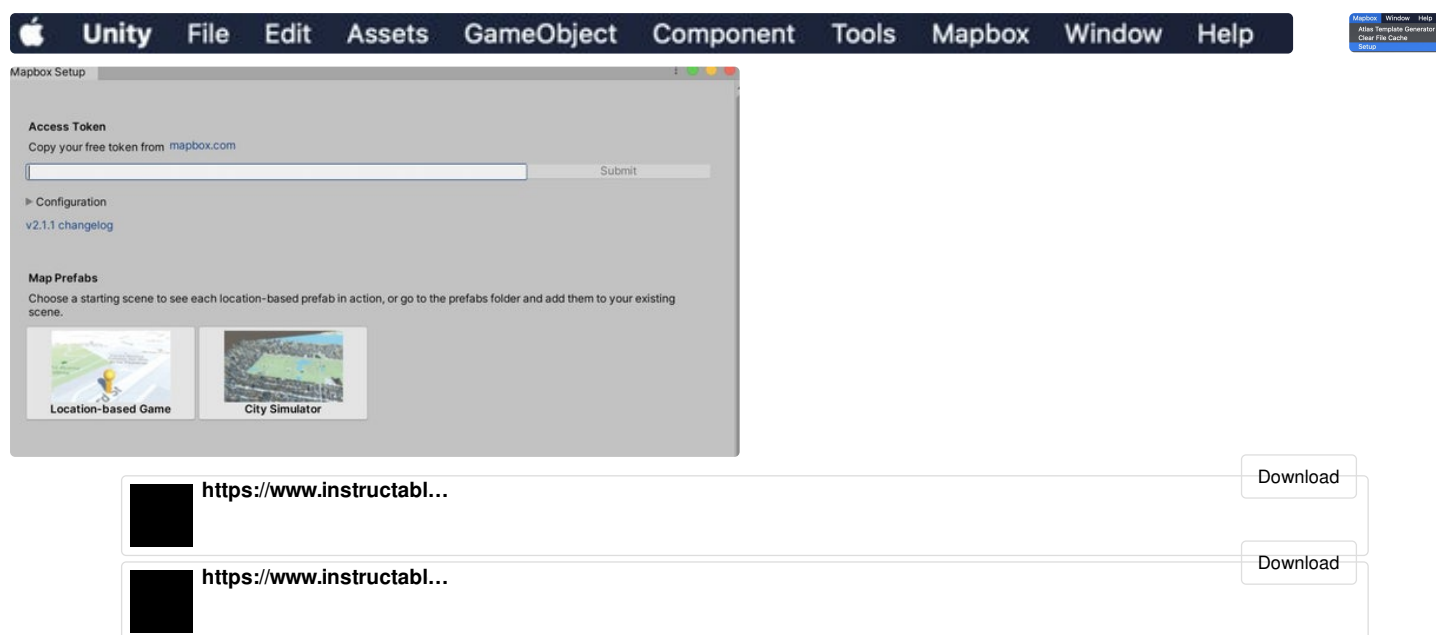 Unity File Edit Assets GameObject Component Tools Mapbox Window Help
Mapbox Window Help
Atlas Template Generator
Clear File Cache
Setup
Mapbox Setup
Access Token
Copy your free token from mapbox.com
Submit
Configuration
v2.1.1 changelog
Map Prefabs
Choose a starting scene to see each location-based prefab in action, or go to the prefabs folder and add them to your existing
scene.
Location-based Game City Simulator
https://www.instructabl… Download
https://www.instructabl… Download